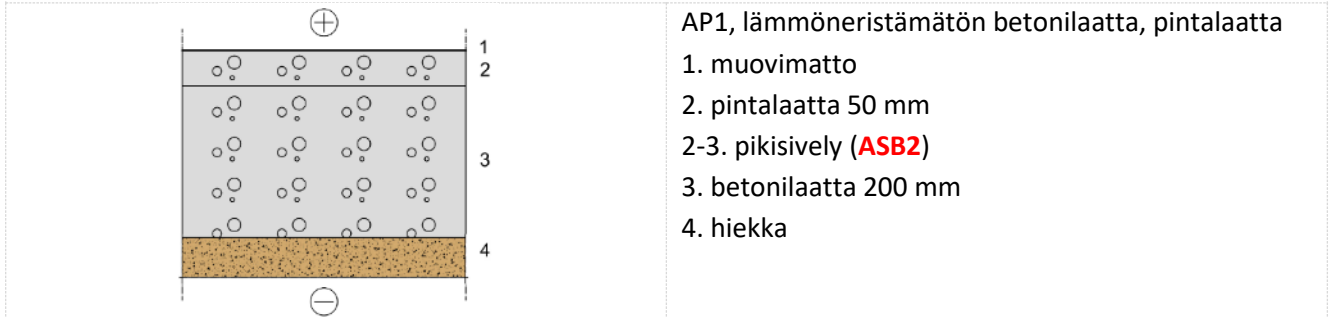 1
2
3
4
AP1, lämmöneristämätön betonilaatta, pintalaatta
1. muovimatto
2. pintalaatta 50 mm
2-3. pikisively (ASB2)
3. betonilaatta 200 mm
4. hiekka